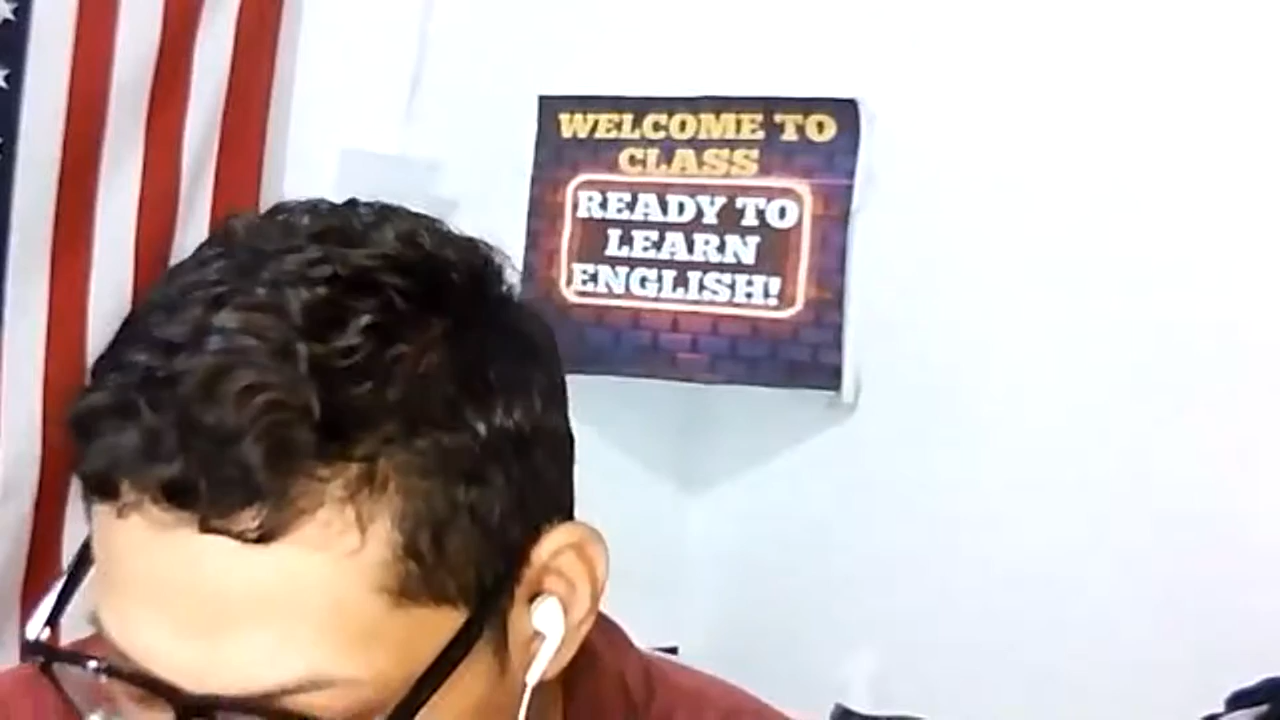 WELCOME TO
CLASS
READY TO
LEARN
ENGLISH!